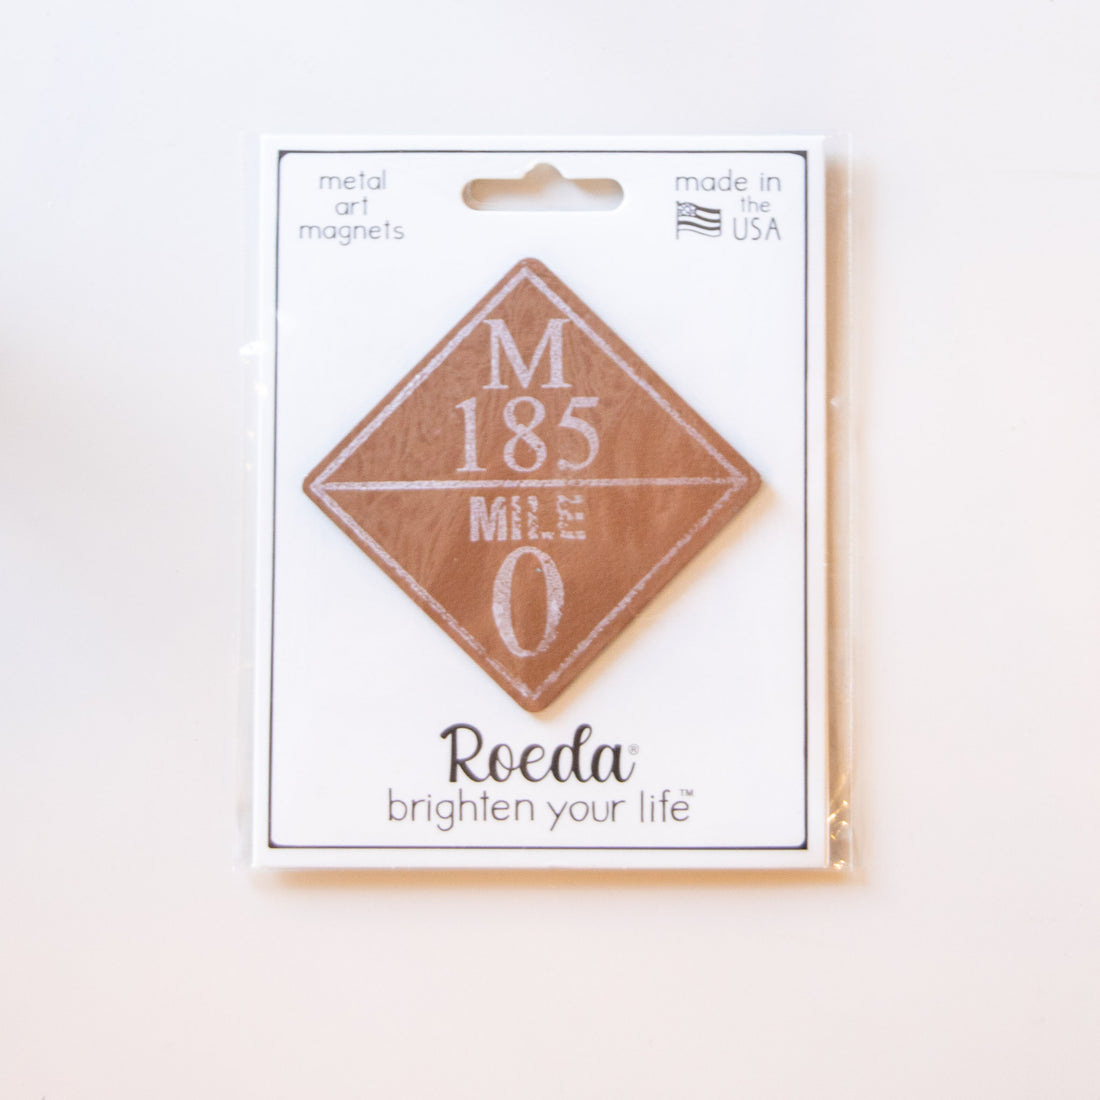 metal
art
magnets
made in
the
USA
M
185
MILE
0
Roeda®
brighten your life™